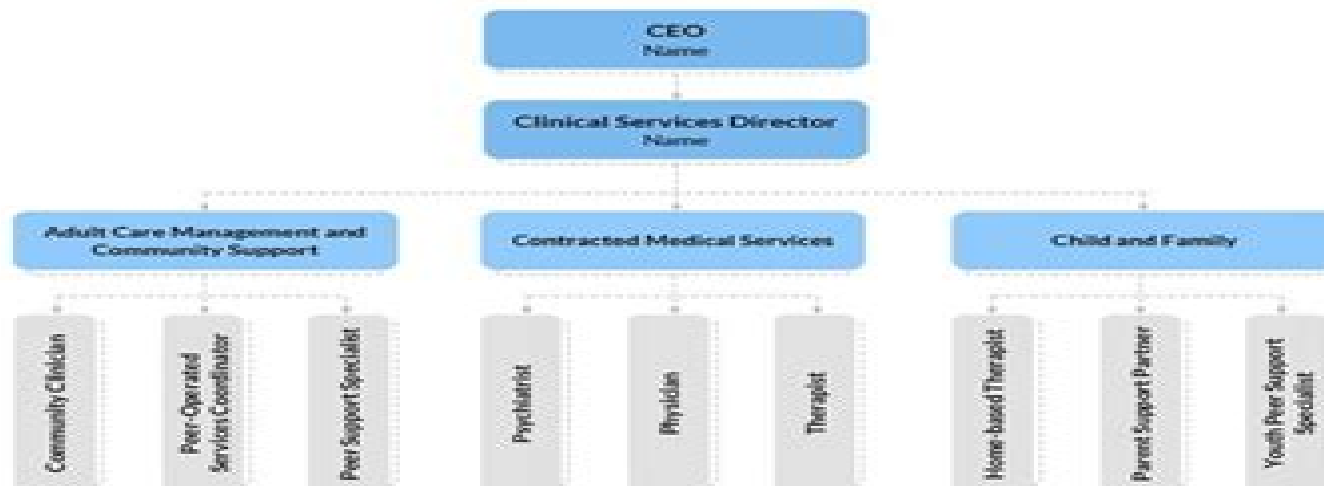 CEO
Name
Clinical Services Director
Name
Adult Care Management and
Community Support
Contracted Medical Services
Child and Family
Community Clinician
Peer-Operated
Services Coordinator
Peer Support Specialist
Psychiatrist
Physician
Therapist
Home-based Therapist
Parent Support Partner
Youth Peer Support
Specialist